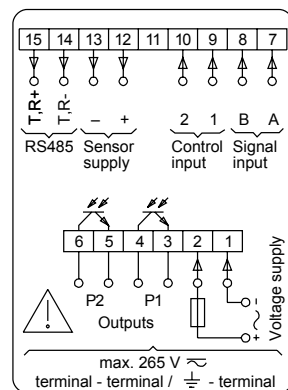 15 14 13 12 11 10 9 8 7
T,R+ T,R- – + 2 1 B A
RS485 Sensor supply Control input Signal input
6 5 4 3 2 1
P2 P1
Outputs
- +
Voltage supply
max. 265 V
terminal - terminal / - terminal